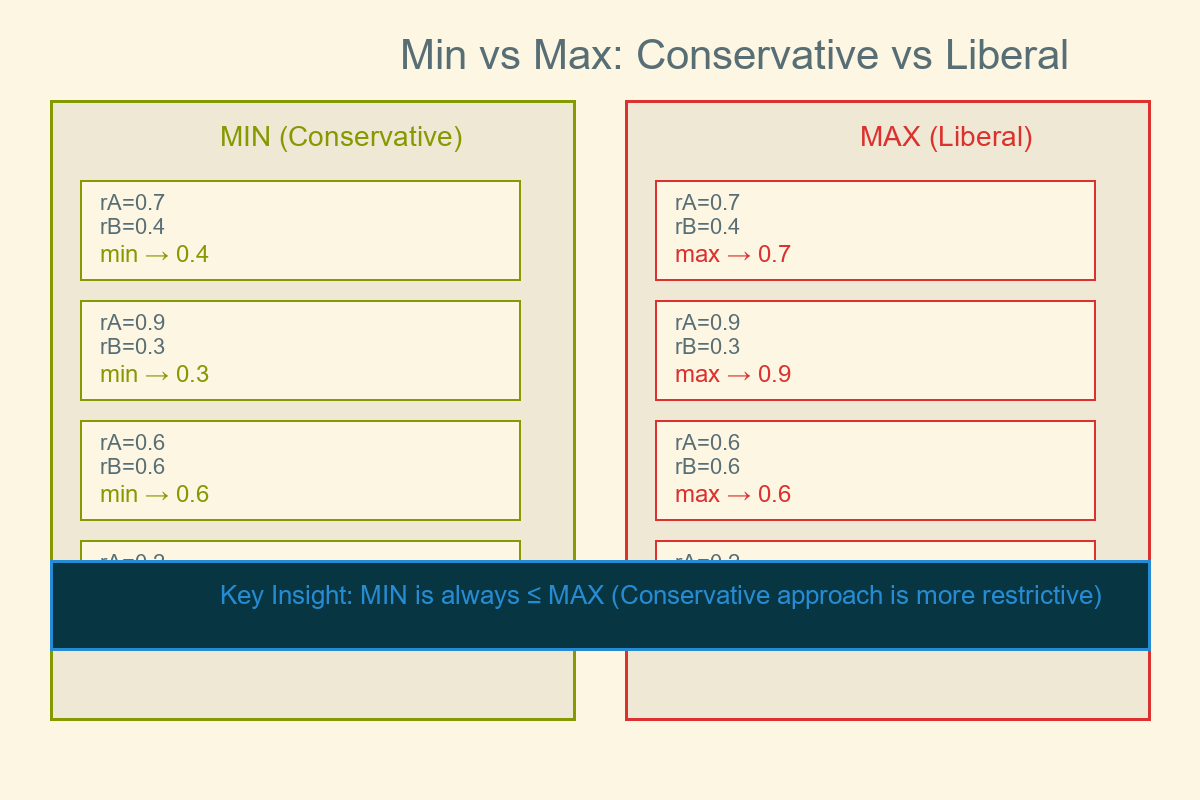 Min vs Max: Conservative vs Liberal
MIN (Conservative)
rA=0.7
rB=0.4
min → 0.4
rA=0.9
rB=0.3
min → 0.3
rA=0.6
rB=0.6
min → 0.6
MAX (Liberal)
rA=0.7
rB=0.4
max → 0.7
rA=0.9
rB=0.3
max → 0.9
rA=0.6
rB=0.6
max → 0.6
Key Insight: MIN is always ≤ MAX (Conservative approach is more restrictive)